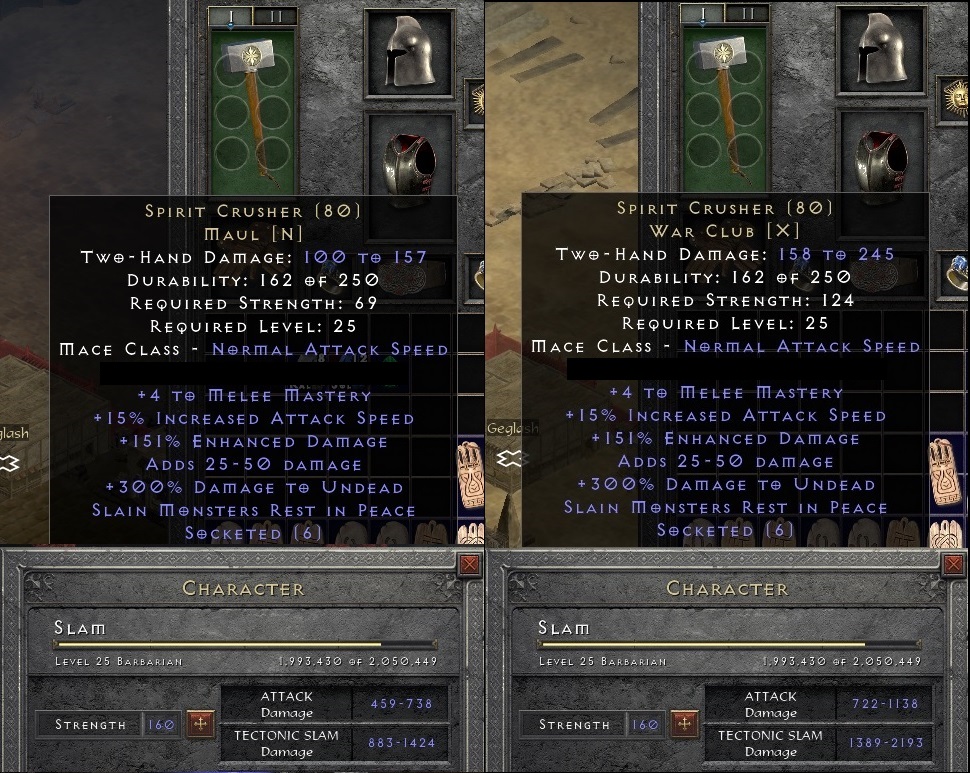 I II
Spirit Crusher (80)
Maul [N]
Two-Hand Damage: 100 to 157
Durability: 162 of 250
Required Strength: 69
Required Level: 25
Mace Class - Normal Attack Speed
+4 to Melee Mastery
+15% Increased Attack Speed
+151% Enhanced Damage
Adds 25-50 damage
+300% Damage to Undead
Slain Monsters Rest in Peace
Socketed (6)
glash
Character
Slam
Level 25 Barbarian 1,993,430 of 2,050,449
Strength 160
ATTACK
Damage
459-738
TECTONIC SLAM
Damage
883-1424
I II
Spirit Crusher (80)
War Club [X]
Two-Hand Damage: 158 to 245
Durability: 162 of 250
Required Strength: 124
Required Level: 25
Mace Class - Normal Attack Speed
+4 to Melee Mastery
+15% Increased Attack Speed
+151% Enhanced Damage
Adds 25-50 damage
+300% Damage to Undead
Slain Monsters Rest in Peace
Socketed (6)
Geglash
Character
Slam
Level 25 Barbarian 1,993,430 of 2,050,449
Strength 160
ATTACK
Damage
722-1138
TECTONIC SLAM
Damage
1389-2193